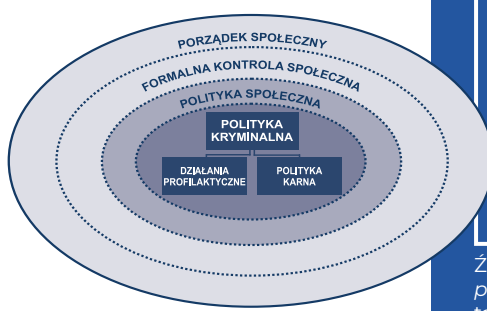 PORZĄDEK SPOŁECZNY
FORMALNA KONTROLA SPOŁECZNA
POLITYKA SPOŁECZNA
POLITYKA
KRYMINALNA
DZIAŁANIA
PROFILAKTYCZNE
POLITYKA
KARNA